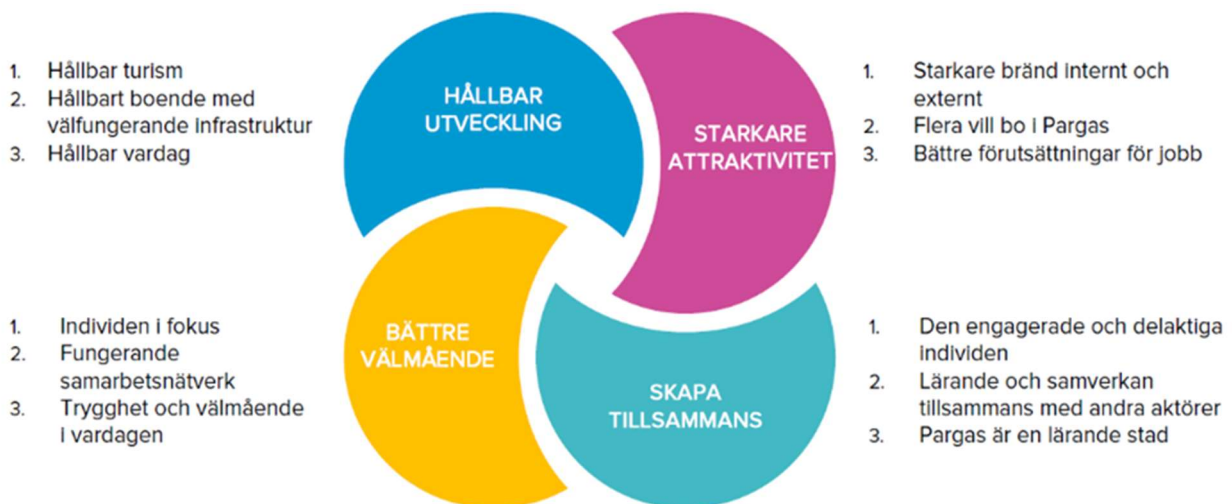 1. Hållbar turism
2. Hållbart boende med
välfungerande infrastruktur
3. Hållbar vardag
HÅLLBAR
UTVECKLING
STARKARE
ATTRAKTIVITET
1. Starkare bränd internt och
externt
2. Flera vill bo i Pargas
3. Bättre förutsättningar för jobb
1. Individen i fokus
2. Fungerande
samarbetsnätverk
3. Trygghet och välmående
i vardagen
BÄTTRE
VÄLMÅENDE
SKAPA
TILLSAMMANS
1. Den engagerade och delaktiga
individen
2. Lärande och samverkan
tillsammans med andra aktörer
3. Pargas är en lärande stad